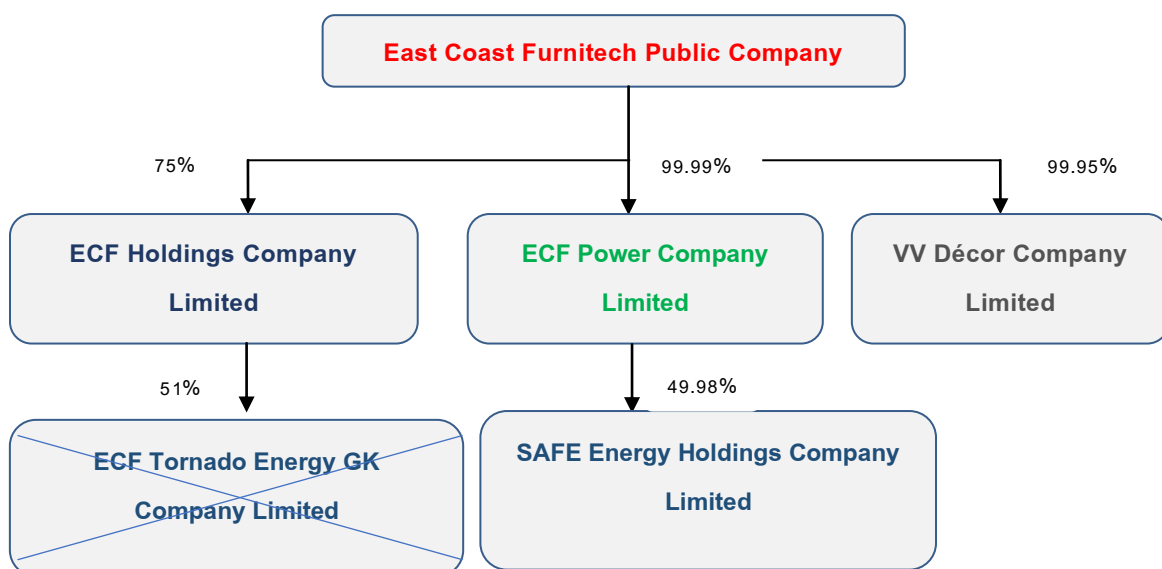 East Coast Furnitech Public Company
75%
99.99%
99.95%
ECF Holdings Company
Limited
ECF Power Company
Limited
VV Décor Company
Limited
51%
49.98%
ECF Tornado Energy GK
Company Limited
SAFE Energy Holdings Company
Limited